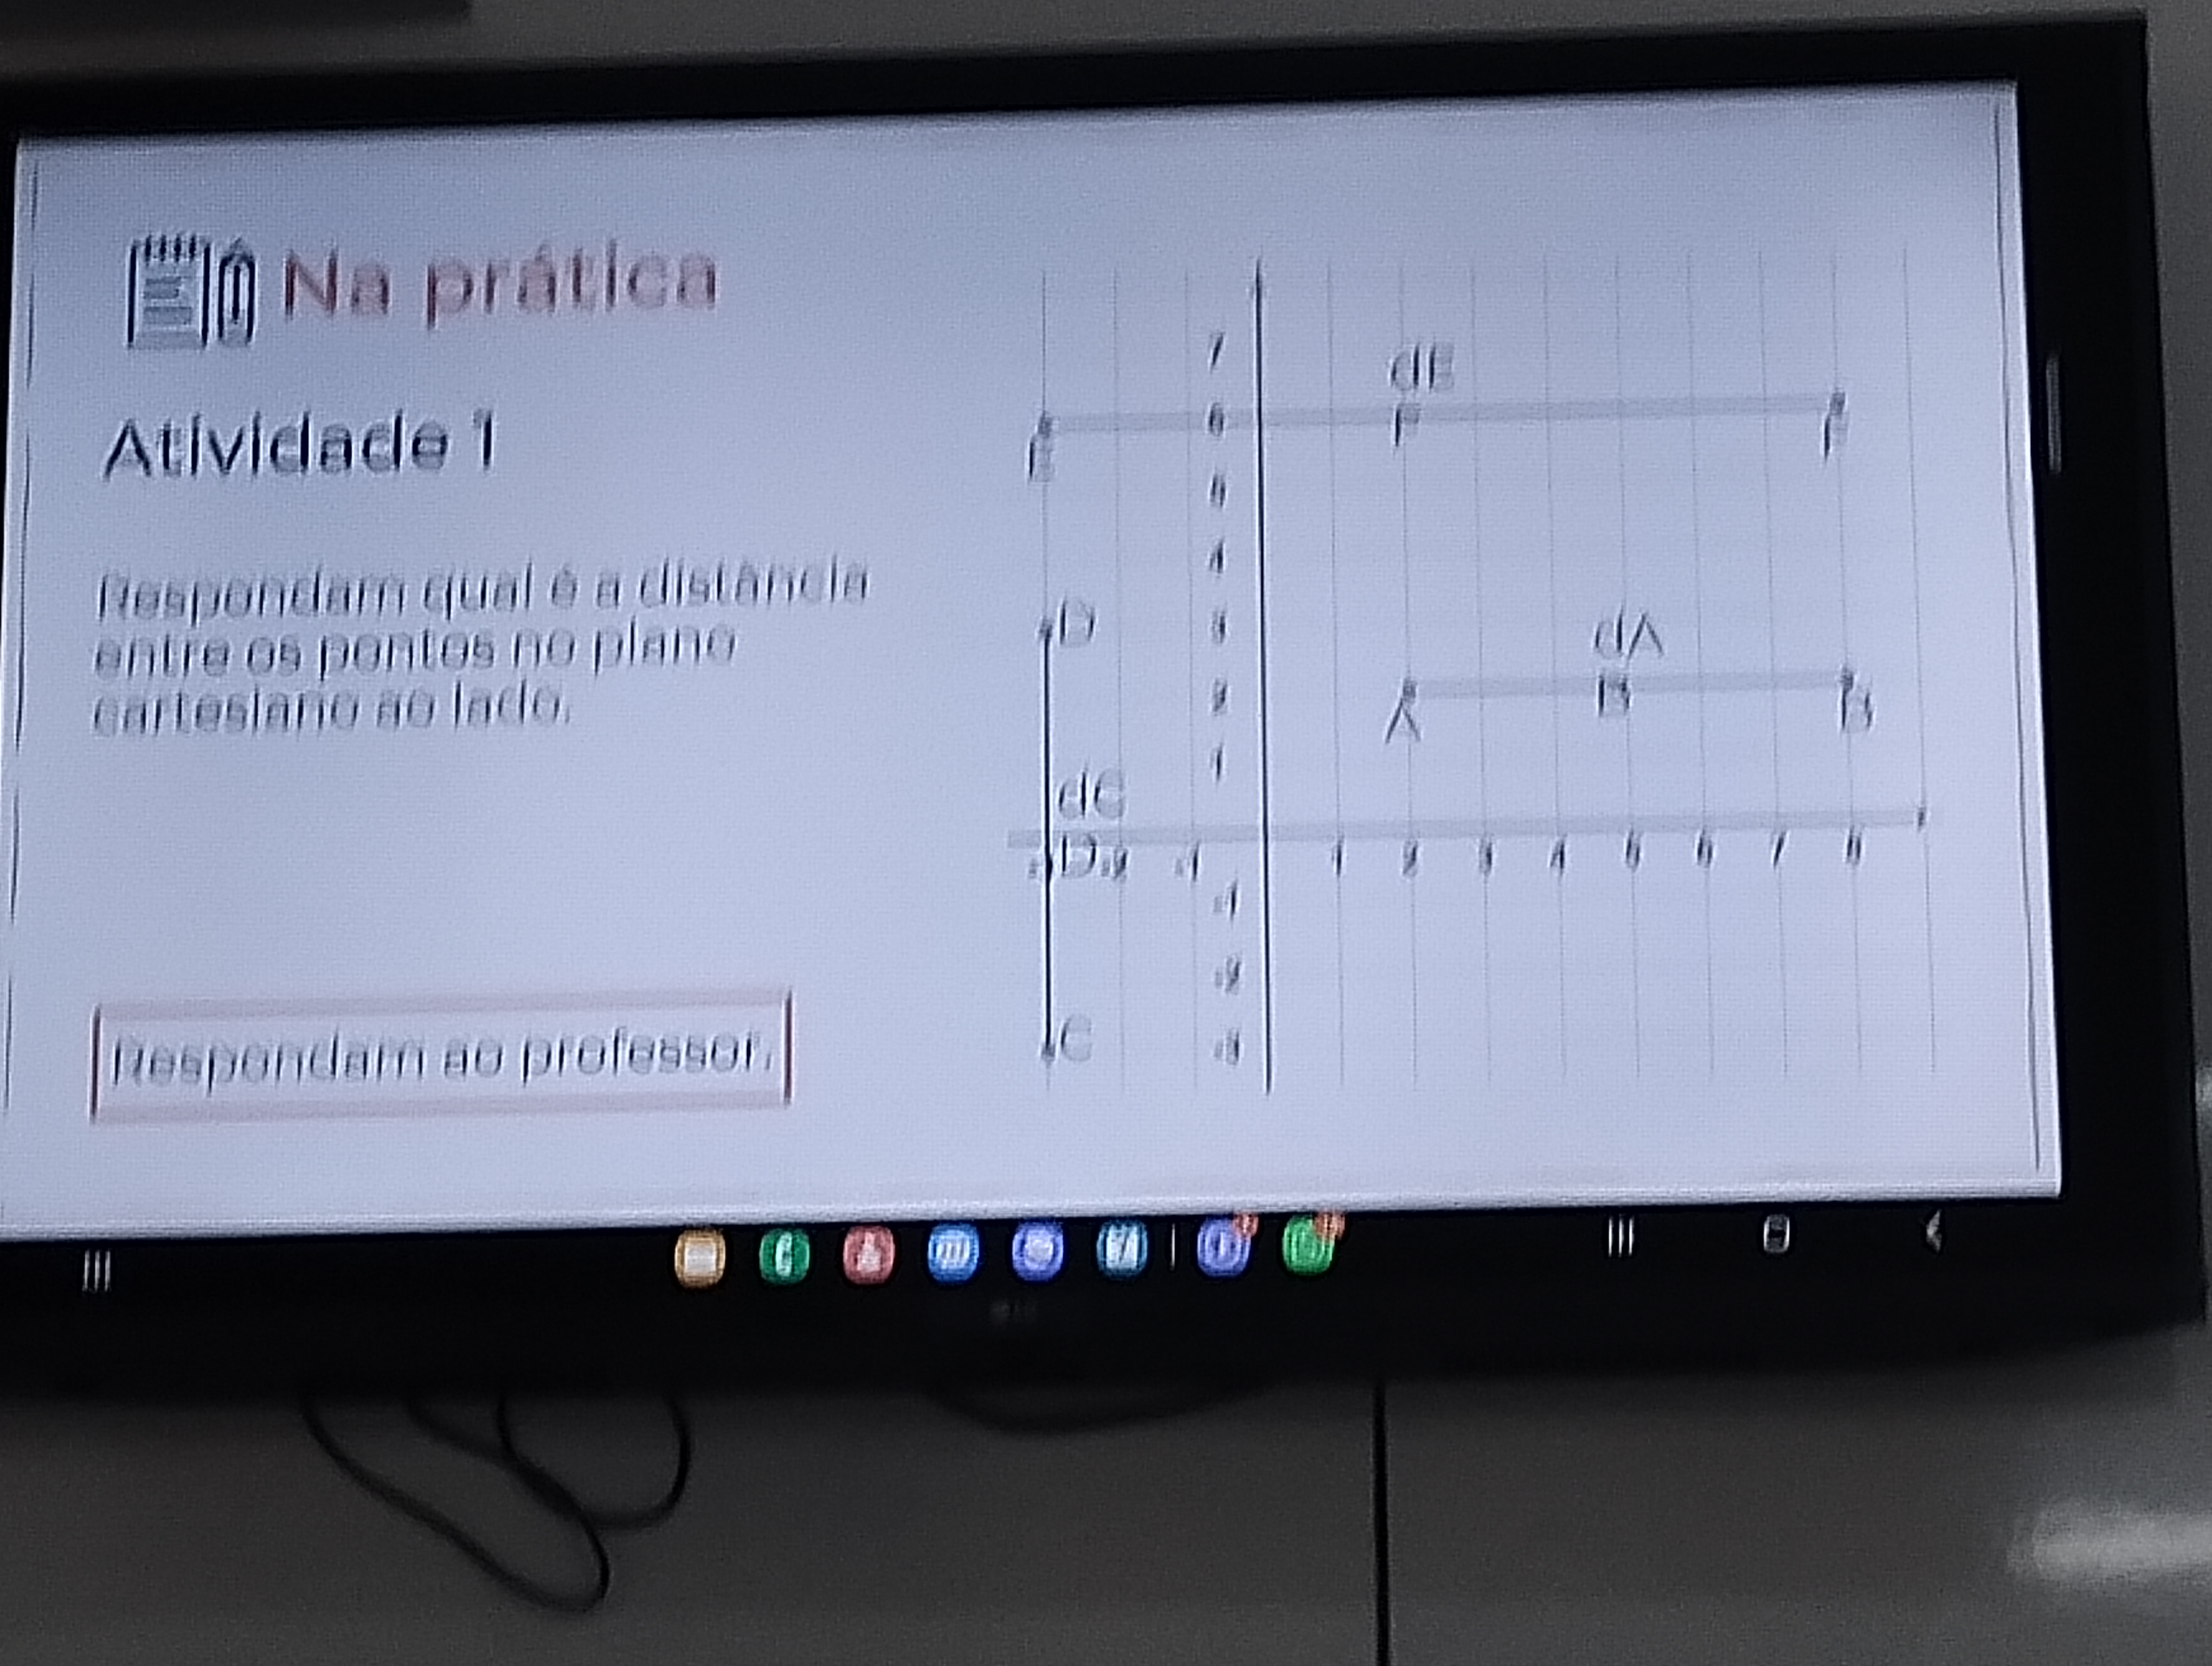 Na prática
Atividade 1
Respondam qual é a distância
entre os pontos no plano
cartesiano ao lado.
Respondam ao professor.
7
dE
6
F
E
F
5
4
D
3
dA
2
A
B
B
1
dC
D
-3 -2 -1 1 2 3 4 5 6 7 8
-1
-2
C
-3